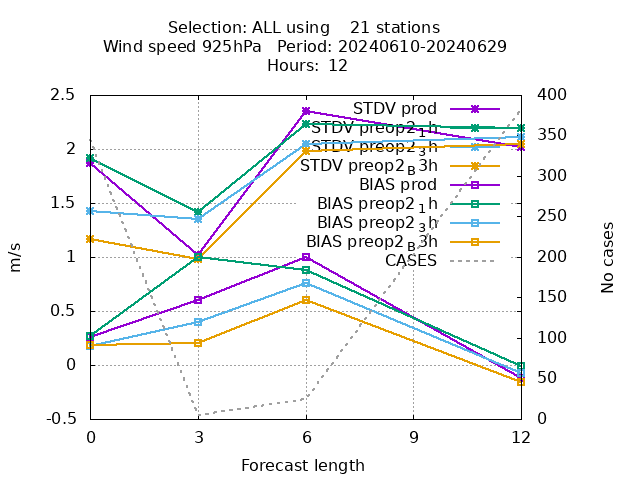 Selection: ALL using 21 stations
Wind speed 925hPa Period: 20240610-20240629
Hours: 12
2.5
2
1.5
1
0.5
0
-0.5
400
350
300
250
200
150
100
50
0
0
3
6
9
12
m/s
No cases
Forecast length
STDV prod
STDV preop2_1h
STDV preop2_3h
STDV preop2_B3h
BIAS prod
BIAS preop2_1h
BIAS preop2_3h
BIAS preop2_B3h
CASES